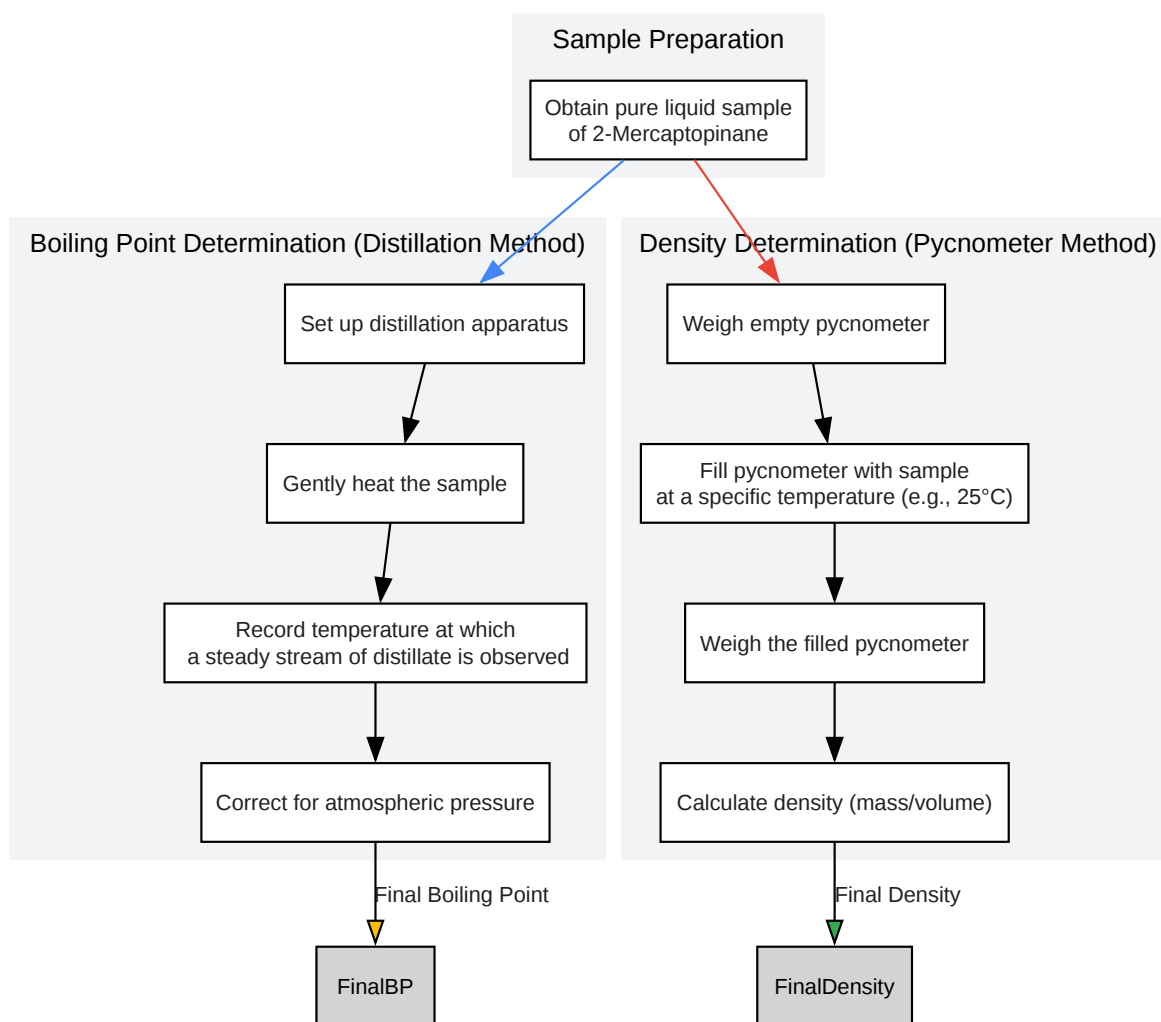 Sample Preparation
Obtain pure liquid sample
of 2-Mercaptopinane
Boiling Point Determination (Distillation Method)
Set up distillation apparatus
Gently heat the sample
Record temperature at which
a steady stream of distillate is observed
Correct for atmospheric pressure
Final Boiling Point
FinalBP
Density Determination (Pycnometer Method)
Weigh empty pycnometer
Fill pycnometer with sample
at a specific temperature (e.g., 25°C)
Weigh the filled pycnometer
Calculate density (mass/volume)
Final Density
FinalDensity